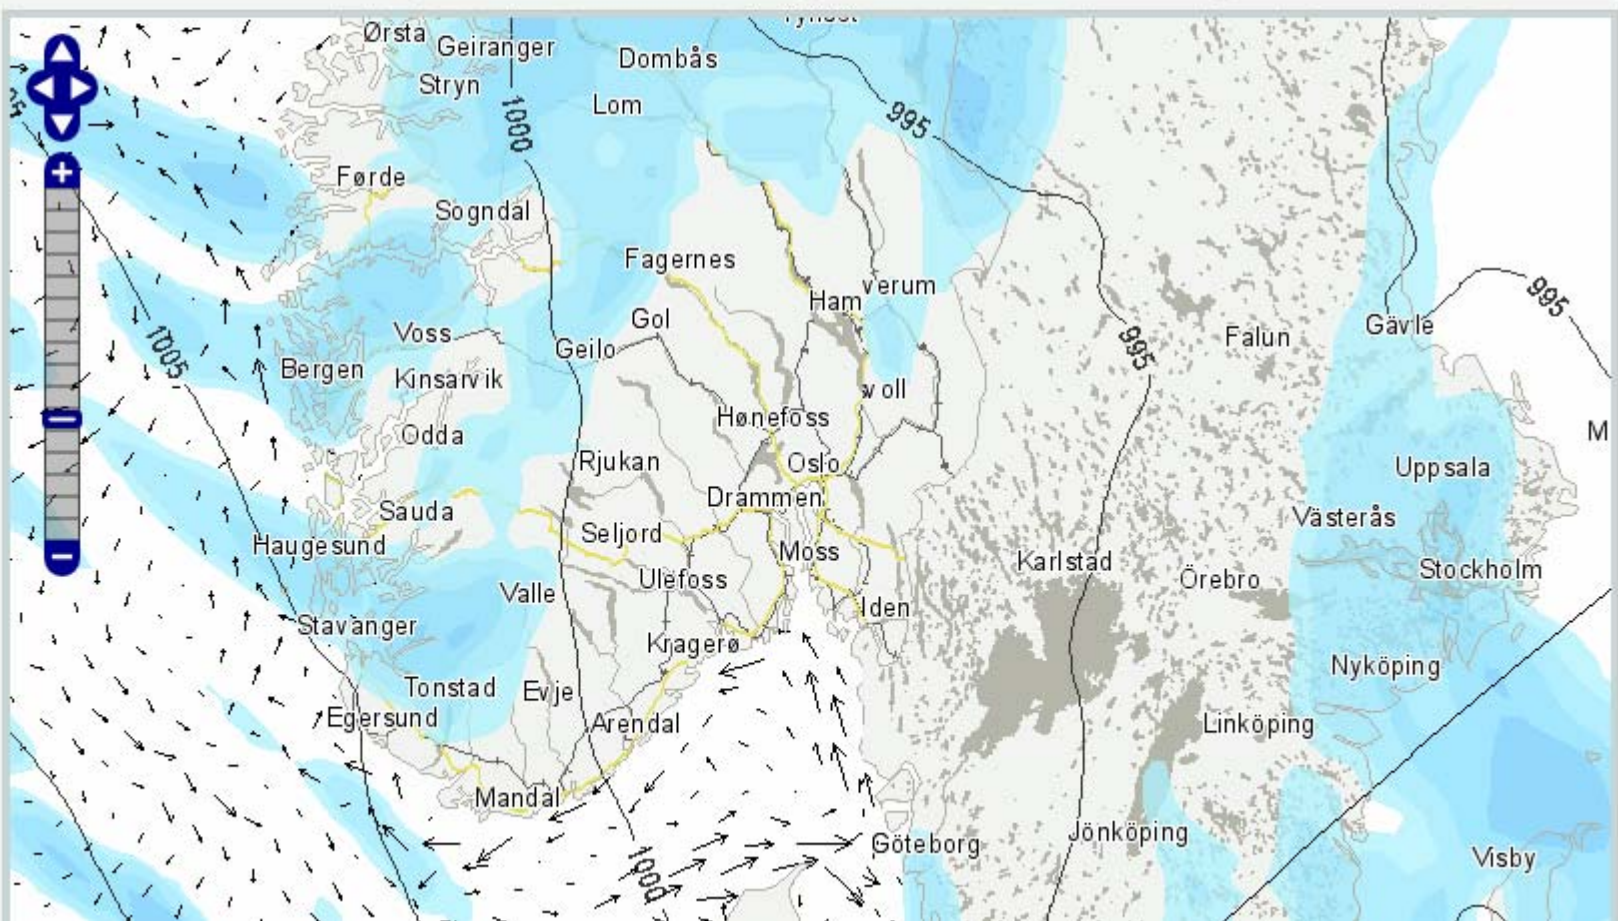 Ørsta
Geiranger
Dombås
Stryn
Lom
1000
995
Førde
Sogndal
Fagernes
verum
Ham
995
Gol
Falun
Gävle
Voss
1005
Geilo
995
Bergen
Kinsarvik
voll
Hønefoss
Odda
M
Rjukan
Oslo
Uppsala
Drammen
Sauda
Västerås
Seljord
Haugesund
Moss
Karlstad
Stockholm
Ulefoss
Örebro
Valle
Iden
Stavanger
Kragerø
Nyköping
Tonstad
Evje
Egersund
Arendal
Linköping
Mandal
Göteborg
Jönköping
Visby
1000